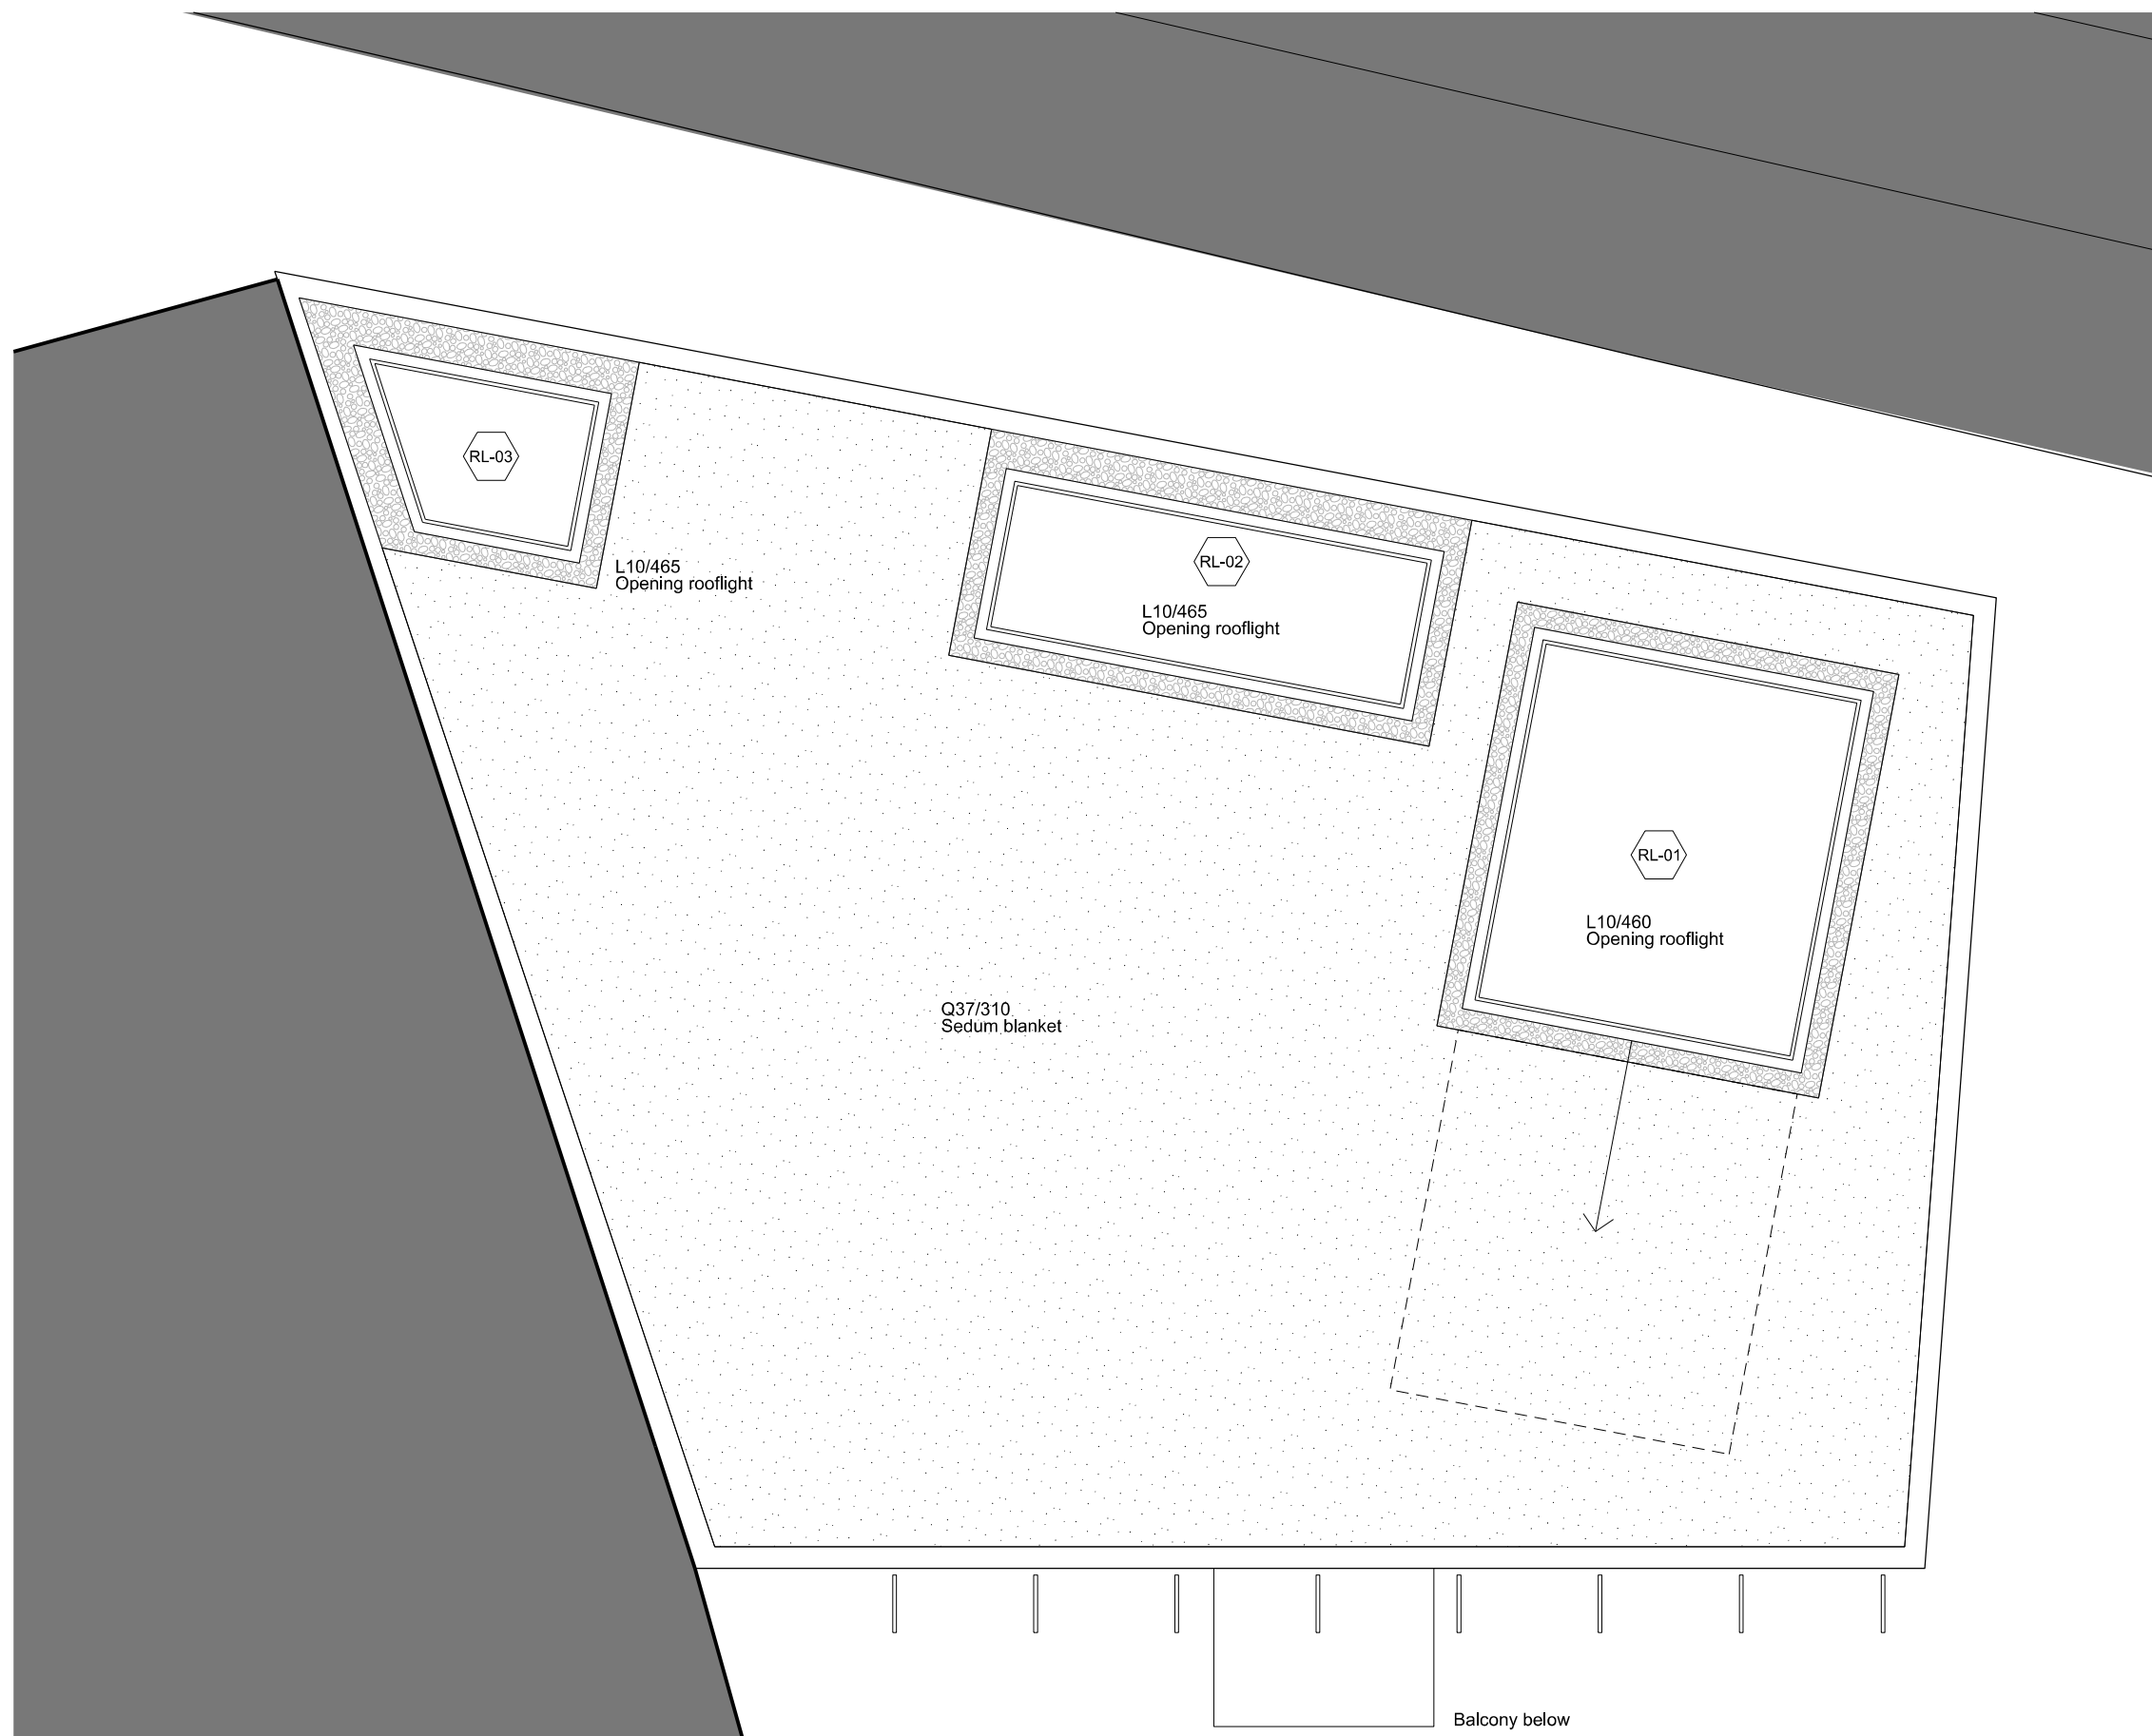 RL-03
L10/465
Opening rooflight
RL-02
L10/465
Opening rooflight
RL-01
L10/460
Opening rooflight
Q37/310
Sedum blanket
Balcony below